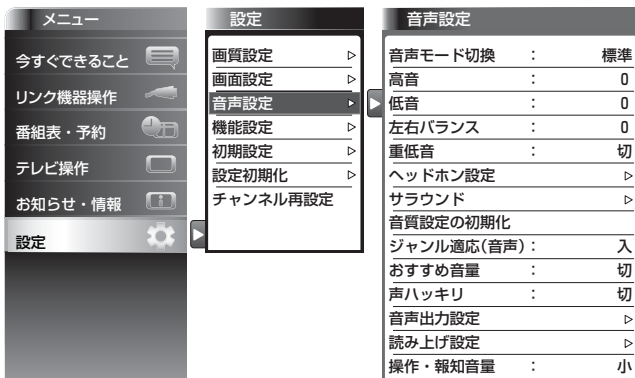 メニュー
今すぐできること
リンク機器操作
番組表・予約
テレビ操作
お知らせ・情報
設定
設定
画質設定
画面設定
音声設定
機能設定
初期設定
設定初期化
チャンネル再設定
音声設定
音声モード切換 : 標準
高音 : 0
低音 : 0
左右バランス : 0
重低音 : 切
ヘッドホン設定
サラウンド
音質設定の初期化
ジャンル適応(音声) : 入
おすすめ音量 : 切
声ハッキリ : 切
音声出力設定
読み上げ設定
操作・報知音量 : 小